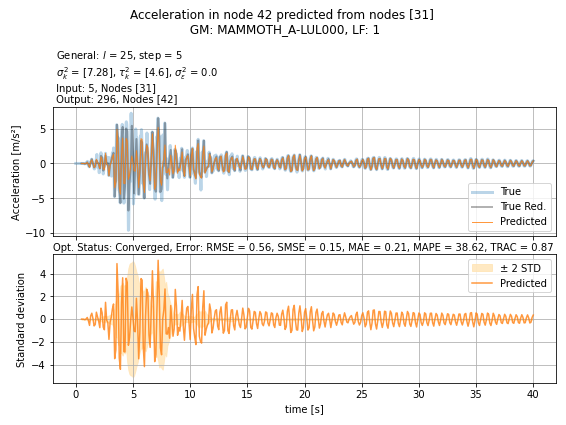 Acceleration in node 42 predicted from nodes [31]
GM: MAMMOTH_A-LUL000, LF: 1
General: l = 25, step = 5
σ²ₖ = [7.28], τ²ₖ = [4.6], σ²ₑ = 0.0
Input: 5, Nodes [31]
Output: 296, Nodes [42]
Acceleration [m/s²]
5
0
−5
−10
True
True Red.
Predicted
Opt. Status: Converged, Error: RMSE = 0.56, SMSE = 0.15, MAE = 0.21, MAPE = 38.62, TRAC = 0.87
Standard deviation
4
2
0
−2
−4
± 2 STD
Predicted
0 5 10 15 20 25 30 35 40
time [s]